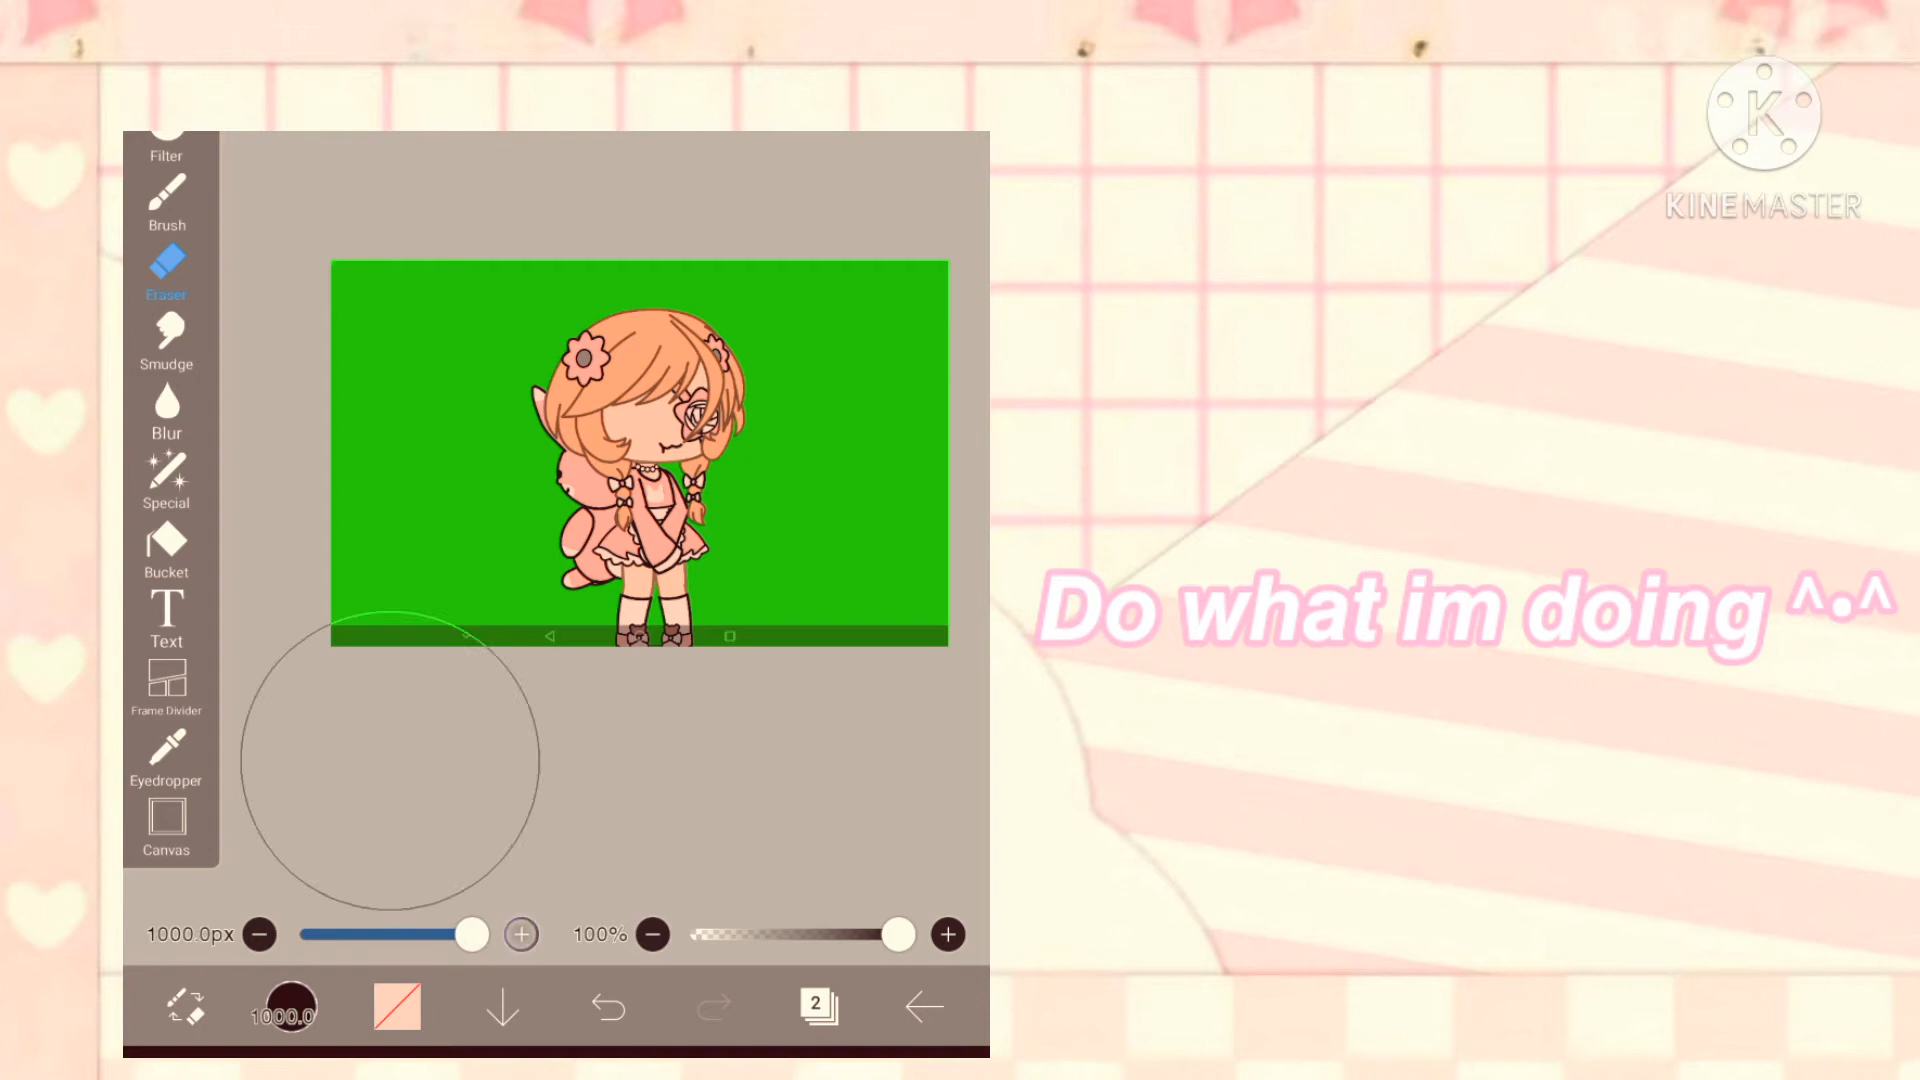 K
KINEMASTER
Filter
Brush
Eraser
Smudge
Blur
Special
Bucket
T
Text
Frame Divider
Eyedropper
Canvas
Do what im doing ^•^
1000.0px
100%
1000.0
2